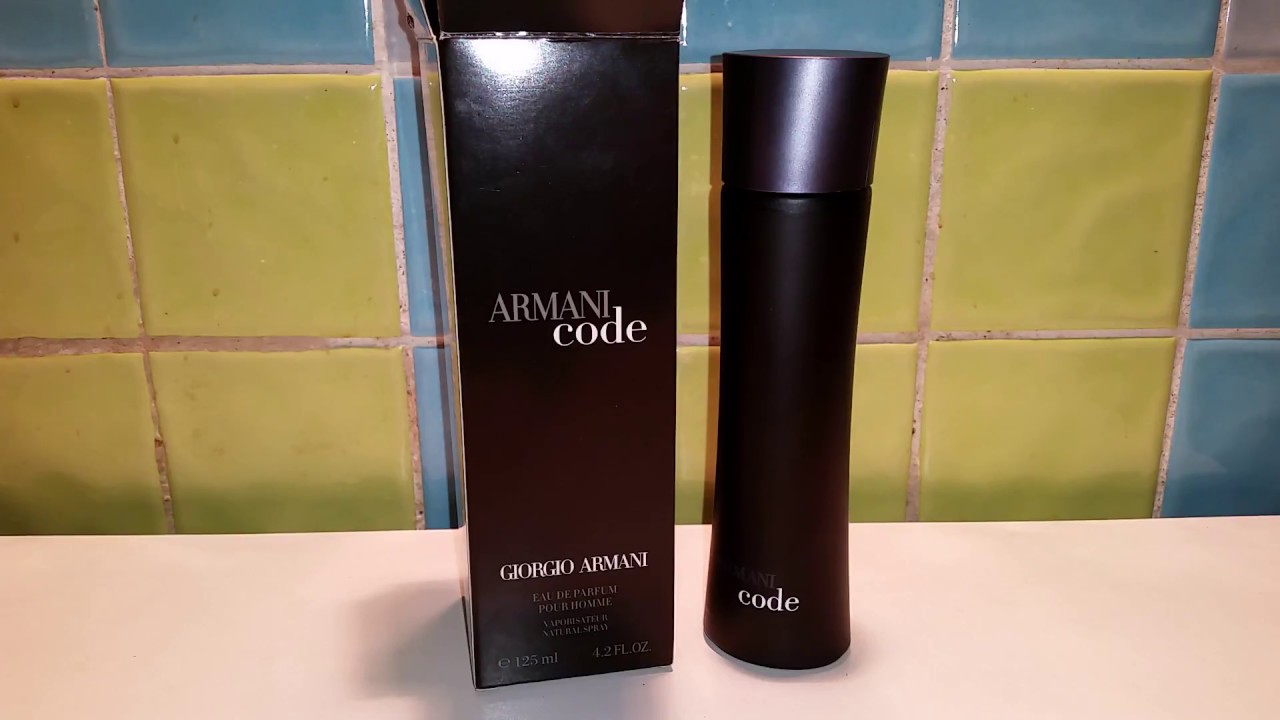 ARMANI
code
GIORGIO ARMANI
EAU DE PARFUM
POUR HOMME
VAPORISATEUR
NATURAL SPRAY
℮ 125 ml 4.2 FL.OZ.
ARMANI
code